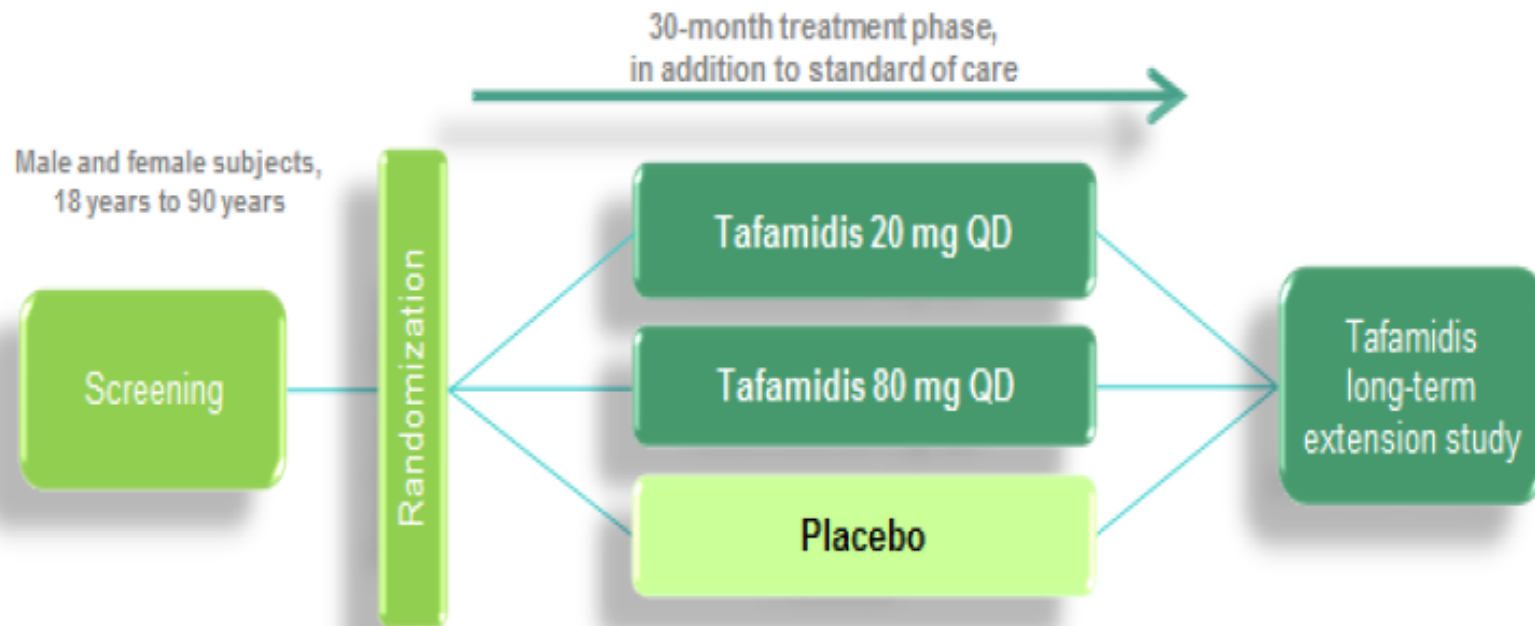 30-month treatment phase,
in addition to standard of care
Male and female subjects,
18 years to 90 years
Screening
Randomization
Tafamidis 20 mg QD
Tafamidis 80 mg QD
Placebo
Tafamidis
long-term
extension study